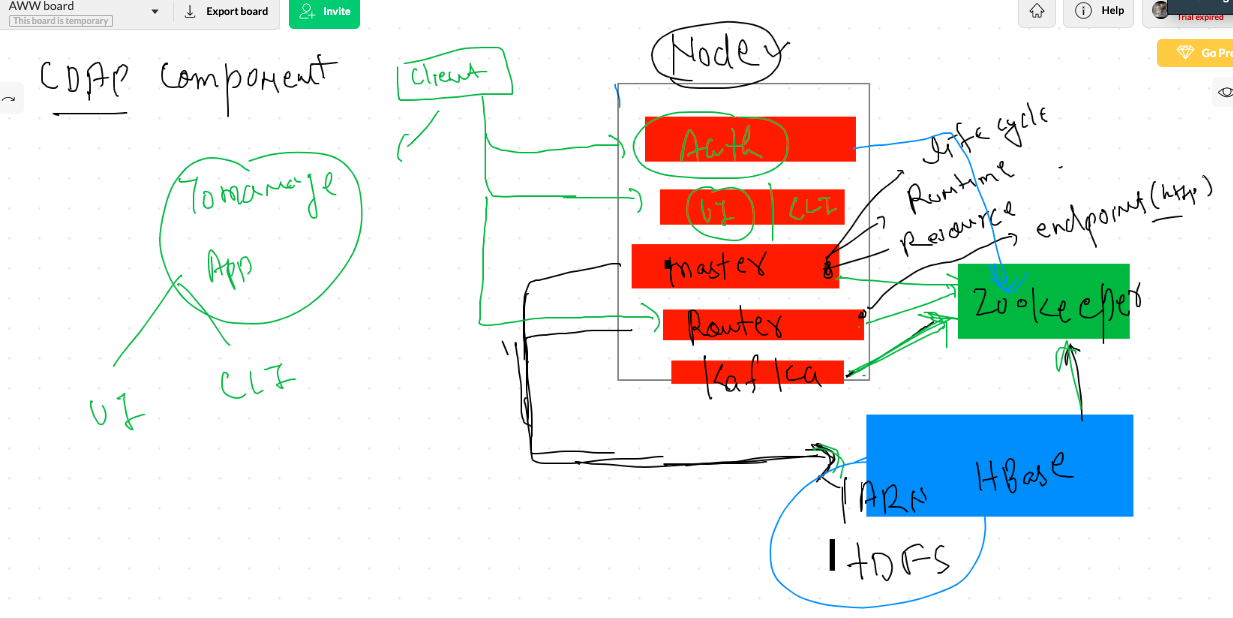 AWW board
This board is temporary
Export board
Invite
Help
Trial expired
Go Pre
CDAP Component
Client
Node
To manage
App
UI
CLI
Auth
UI | CLI
master
Router
Kafka
life cycle
Runtime
Resource
endpoint (http)
Zookeeper
HBase
YARN
HDFS